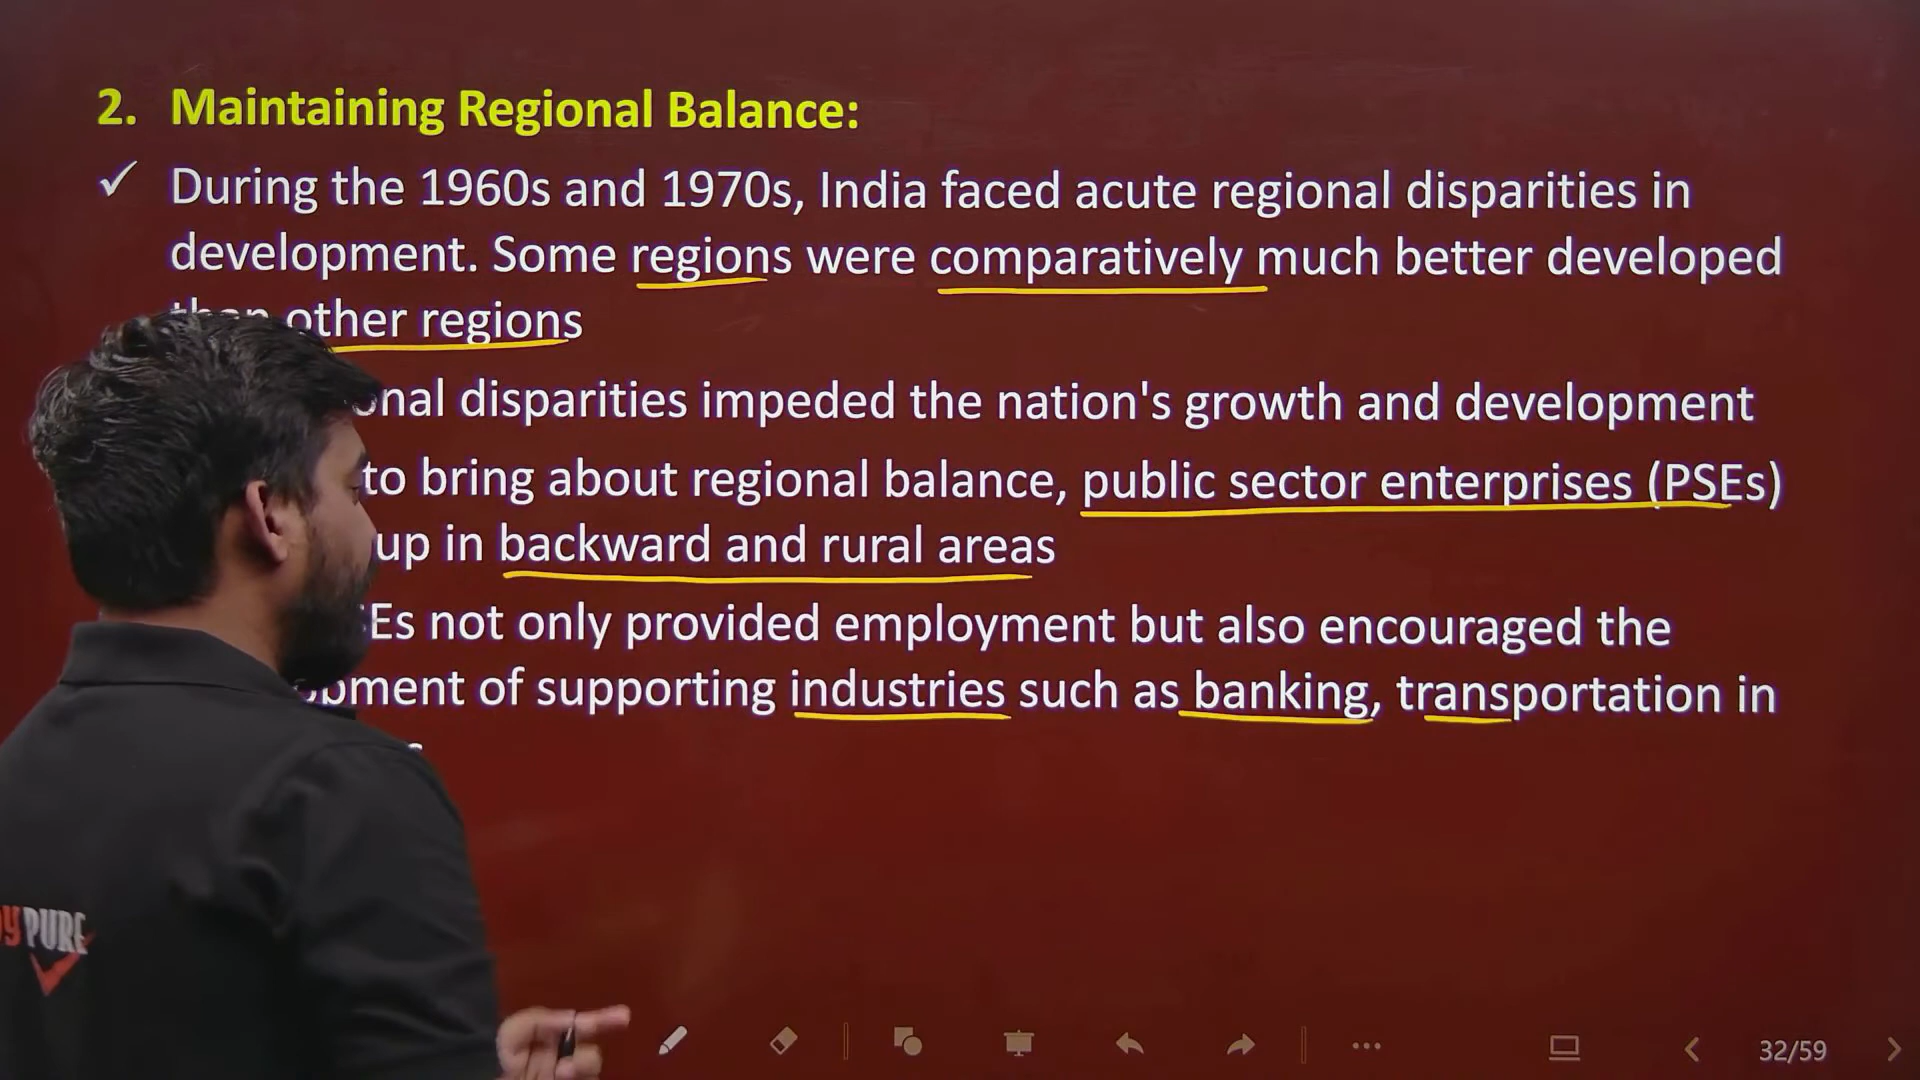 2. Maintaining Regional Balance:
✓ During the 1960s and 1970s, India faced acute regional disparities in
development. Some regions were comparatively much better developed
than other regions
disparities impeded the nation's growth and development
to bring about regional balance, public sector enterprises (PSEs)
up in backward and rural areas
not only provided employment but also encouraged the
of supporting industries such as banking, transportation in
PURE
32/59